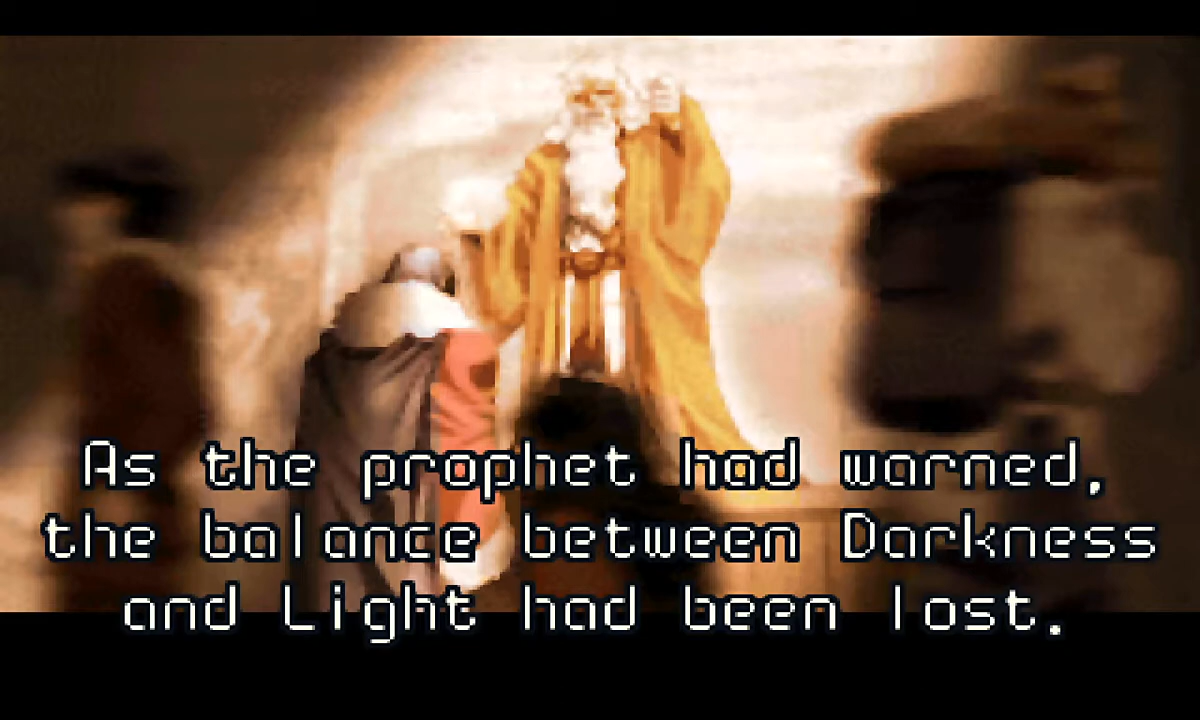 As the prophet had warned,
the balance between Darkness
and Light had been lost.